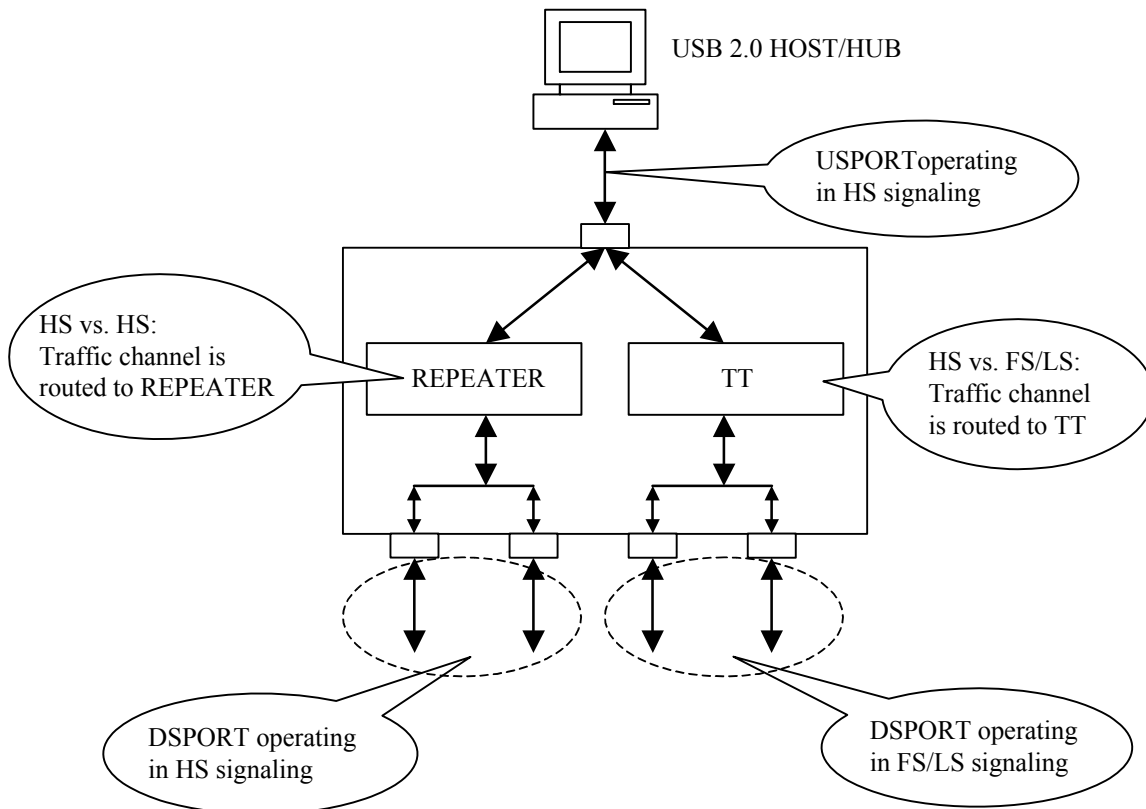 USB 2.0 HOST/HUB
USPORToperating
in HS signaling
HS vs. HS:
Traffic channel is
routed to REPEATER
REPEATER
TT
HS vs. FS/LS:
Traffic channel
is routed to TT
DSPORT operating
in HS signaling
DSPORT operating
in FS/LS signaling